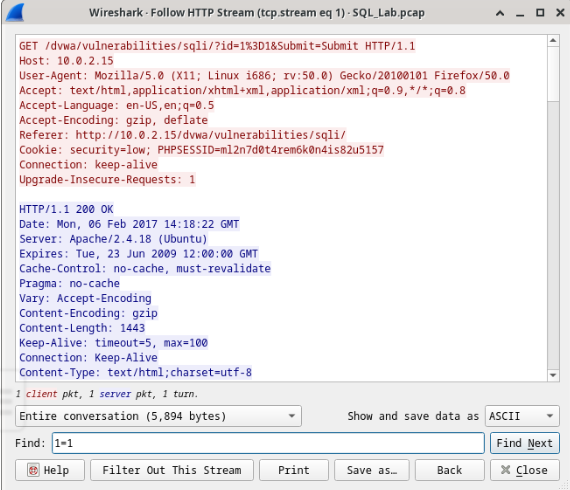 Wireshark · Follow HTTP Stream (tcp.stream eq 1) · SQL_Lab.pcap
GET /dvwa/vulnerabilities/sqli/?id=1%3D1&Submit=Submit HTTP/1.1
Host: 10.0.2.15
User-Agent: Mozilla/5.0 (X11; Linux i686; rv:50.0) Gecko/20100101 Firefox/50.0
Accept: text/html,application/xhtml+xml,application/xml;q=0.9,*/*;q=0.8
Accept-Language: en-US,en;q=0.5
Accept-Encoding: gzip, deflate
Referer: http://10.0.2.15/dvwa/vulnerabilities/sqli/
Cookie: security=low; PHPSESSID=ml2n7d0t4rem6k0n4is82u5157
Connection: keep-alive
Upgrade-Insecure-Requests: 1
HTTP/1.1 200 OK
Date: Mon, 06 Feb 2017 14:18:22 GMT
Server: Apache/2.4.18 (Ubuntu)
Expires: Tue, 23 Jun 2009 12:00:00 GMT
Cache-Control: no-cache, must-revalidate
Pragma: no-cache
Vary: Accept-Encoding
Content-Encoding: gzip
Content-Length: 1443
Keep-Alive: timeout=5, max=100
Connection: Keep-Alive
Content-Type: text/html;charset=utf-8
1 client pkt, 1 server pkt, 1 turn.
Entire conversation (5,894 bytes) Show and save data as ASCII
Find: 1=1 Find Next
Help Filter Out This Stream Print Save as… Back Close